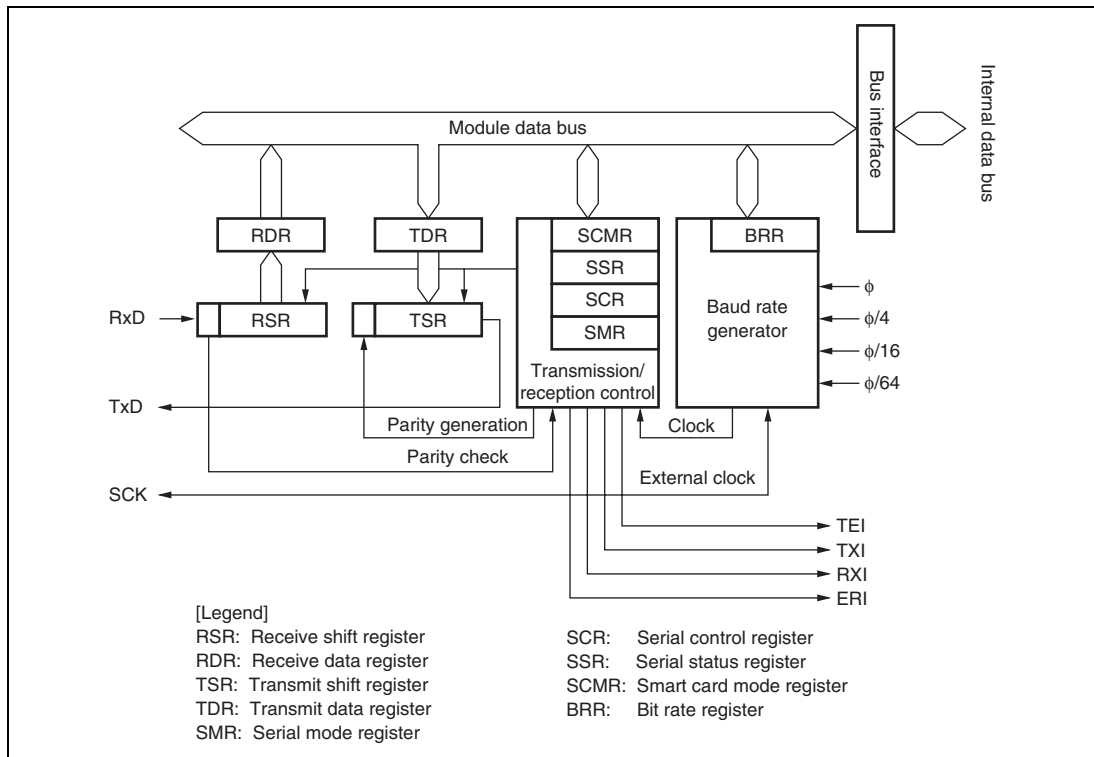 Module data bus
Bus interface
Internal data bus
RDR
TDR
SCMR
BRR
SSR
SCR
SMR
RxD
RSR
TSR
Baud rate
generator
ϕ
ϕ/4
ϕ/16
ϕ/64
Transmission/
reception control
TxD
Parity generation
Clock
Parity check
SCK
External clock
TEI
TXI
RXI
ERI
[Legend]
RSR: Receive shift register
RDR: Receive data register
TSR: Transmit shift register
TDR: Transmit data register
SMR: Serial mode register
SCR: Serial control register
SSR: Serial status register
SCMR: Smart card mode register
BRR: Bit rate register